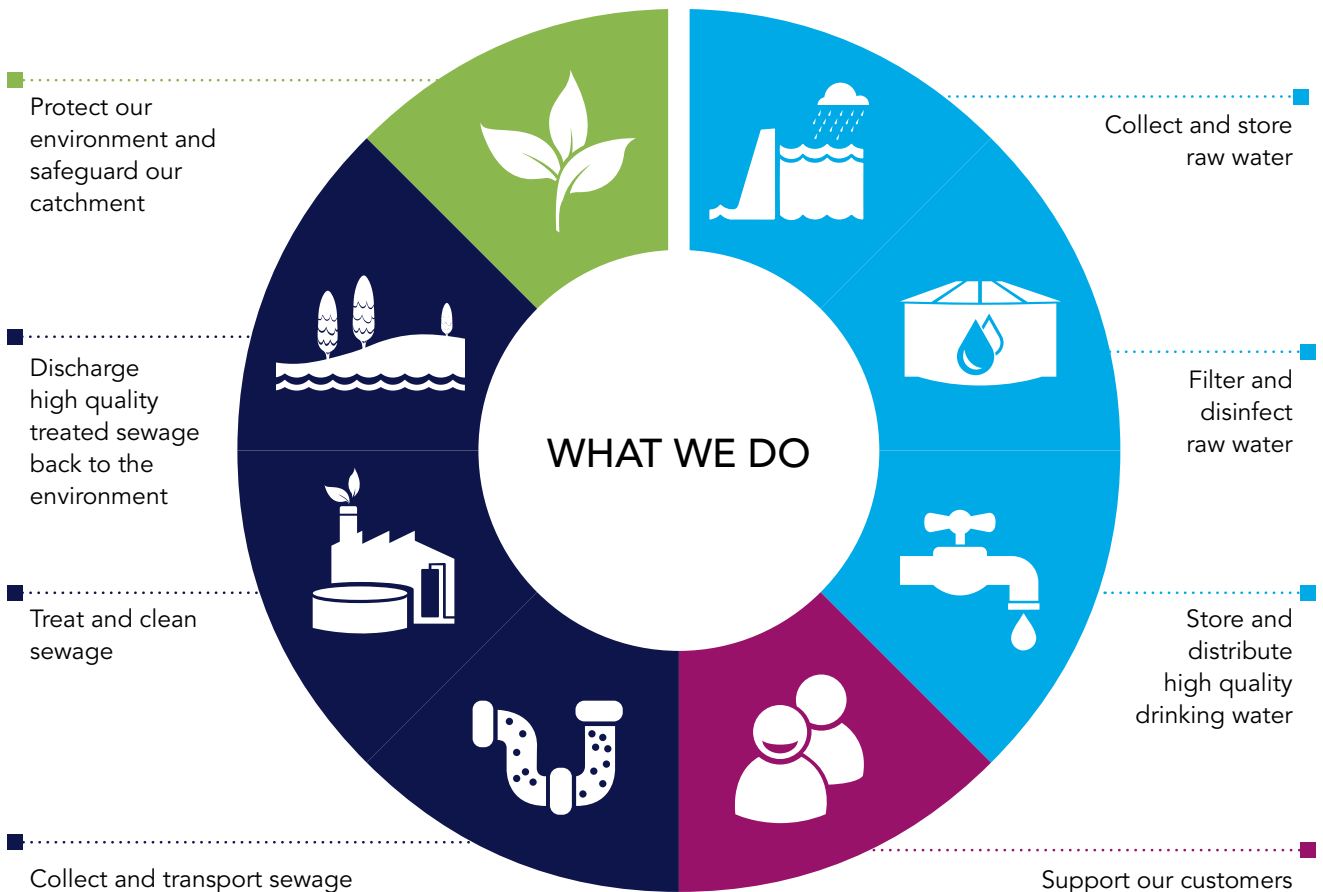 WHAT WE DO
Collect and store
raw water
Filter and
disinfect
raw water
Store and
distribute
high quality
drinking water
Support our customers
Collect and transport sewage
Treat and clean
sewage
Discharge
high quality
treated sewage
back to the
environment
Protect our
environment and
safeguard our
catchment